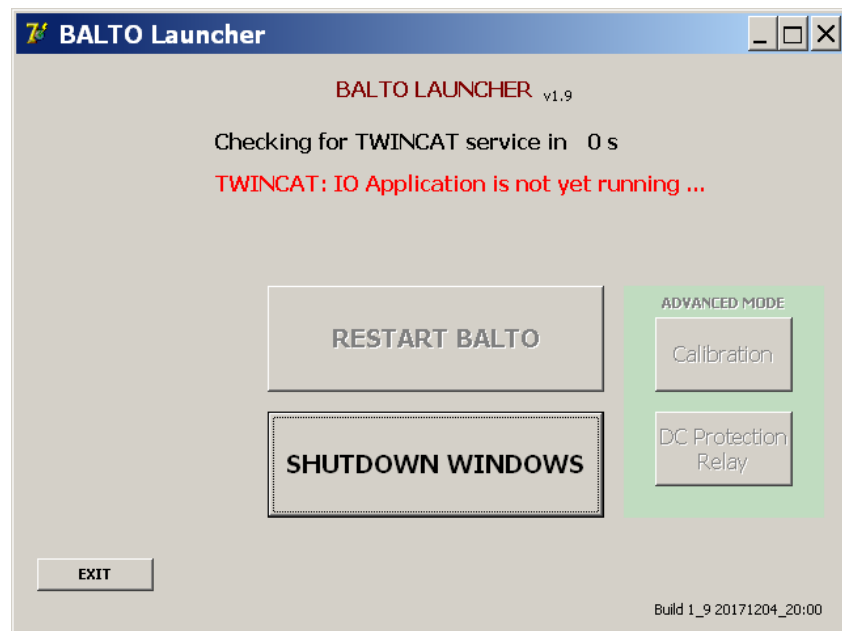 BALTO Launcher
BALTO LAUNCHER v1.9
Checking for TWINCAT service in 0 s
TWINCAT: IO Application is not yet running ...
RESTART BALTO
ADVANCED MODE
Calibration
SHUTDOWN WINDOWS
DC Protection
Relay
EXIT
Build 1_9 20171204_20:00